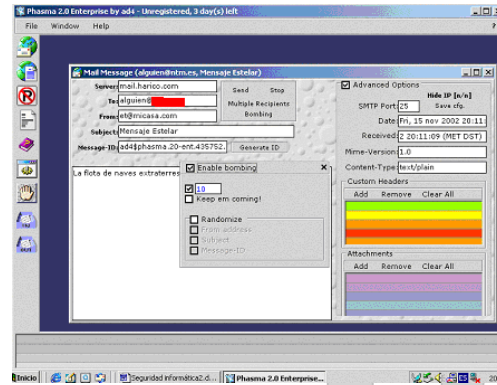 Phasma 2.0 Enterprise by ad4 - Unregistered, 3 day(s) left
File Window Help
Mail Message (alguien@ntm.es, Mensaje Estelar)
Server: mail.harico.com
To: alguien@
From: et@micasa.com
Subject: Mensaje Estelar
Message-ID: ad4$phasma.20-ent.435752.
Send Stop
Multiple Recipients
Bombing
Generate ID
La flota de naves extraterres
Enable bombing
10
Keep em coming!
Randomize
From address
Subject
Message-ID
Advanced Options
Hide IP [n/n]
SMTP Port: 25 Save cfg.
Date: Fri, 15 nov 2002 20:11:
Received: 2 20:11:09 (MET DST)
Mime-Version: 1.0
Content-Type: text/plain
Custom Headers
Add Remove Clear All
Attachments
Add Remove Clear All
Inicio
Seguridad informática2.d...
Phasma 2.0 Enterprise...
ES
20